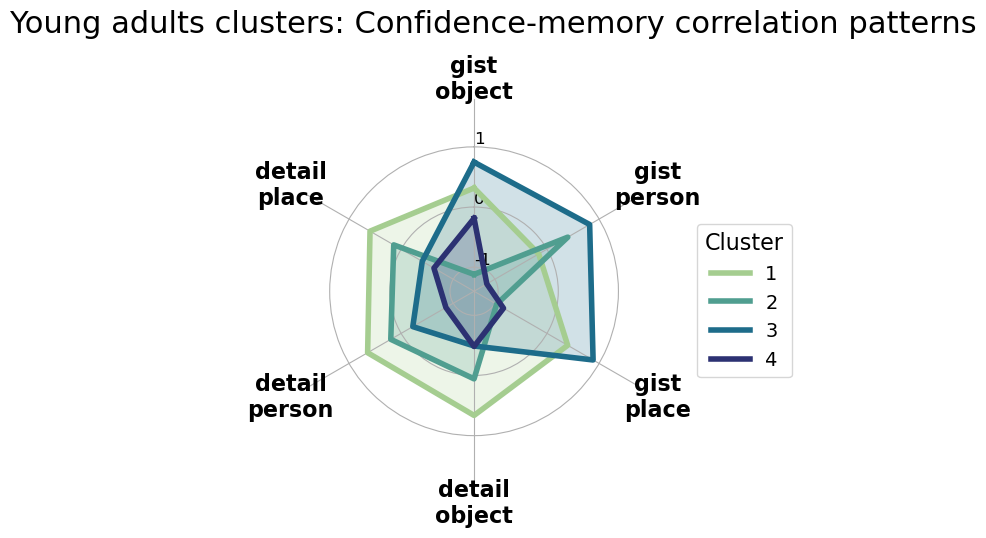 Young adults clusters: Confidence-memory correlation patterns
gist
object
1
0
-1
detail
place
gist
person
detail
person
gist
place
detail
object
Cluster
1
2
3
4